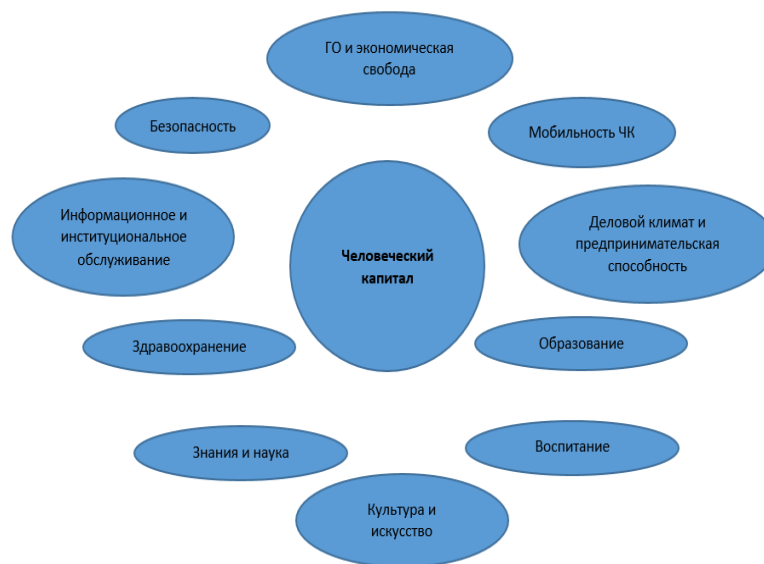 ГО и экономическая
свобода
Безопасность
Мобильность ЧК
Информационное и
институциональное
обслуживание
Человеческий
капитал
Деловой климат и
предпринимательская
способность
Здравоохранение
Образование
Знания и наука
Воспитание
Культура и
искусство